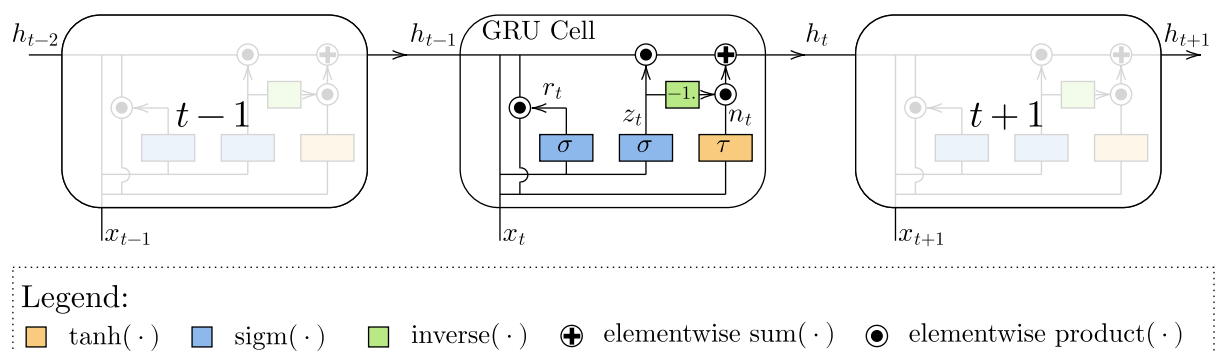 h_{t−2}
h_{t−1}
GRU Cell
h_t
h_{t+1}
t−1
r_t
z_t
−1.
n_t
σ
σ
τ
t+1
x_{t−1}
x_t
x_{t+1}
Legend:
tanh(·) sigm(·) inverse(·) elementwise sum(·) elementwise product(·)